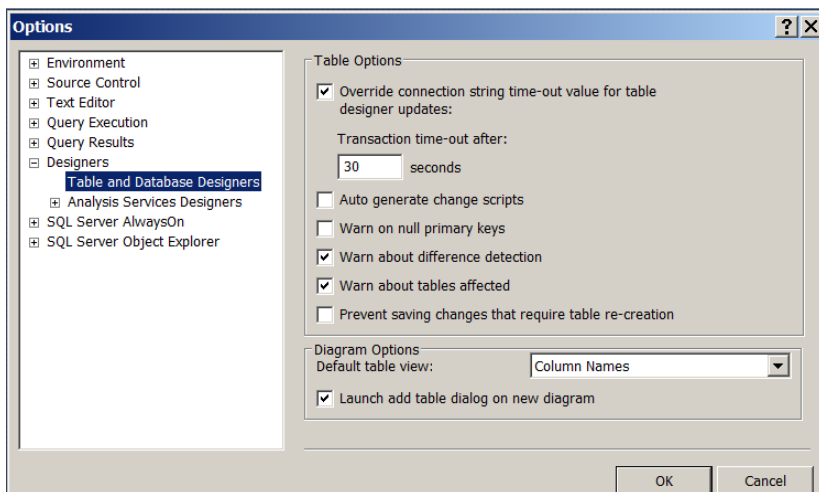 Options
Environment
Source Control
Text Editor
Query Execution
Query Results
Designers
Table and Database Designers
Analysis Services Designers
SQL Server AlwaysOn
SQL Server Object Explorer
Table Options
Override connection string time-out value for table
designer updates:
Transaction time-out after:
30 seconds
Auto generate change scripts
Warn on null primary keys
Warn about difference detection
Warn about tables affected
Prevent saving changes that require table re-creation
Diagram Options
Default table view: Column Names
Launch add table dialog on new diagram
OK Cancel